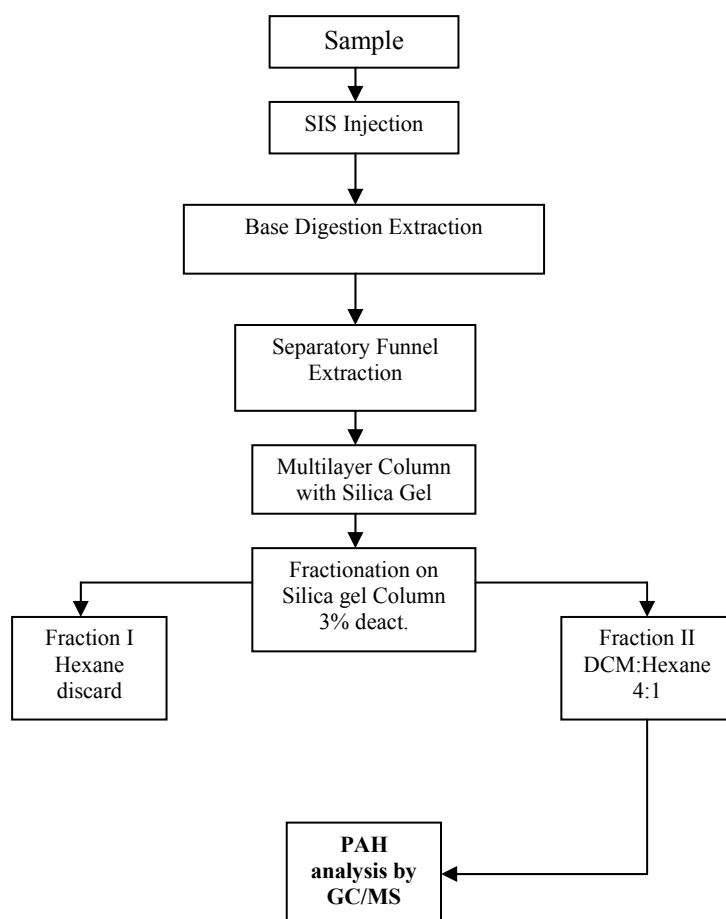 Sample
SIS Injection
Base Digestion Extraction
Separatory Funnel
Extraction
Multilayer Column
with Silica Gel
Fractionation on
Silica gel Column
3% deact.
Fraction I
Hexane
discard
Fraction II
DCM:Hexane
4:1
PAH
analysis by
GC/MS